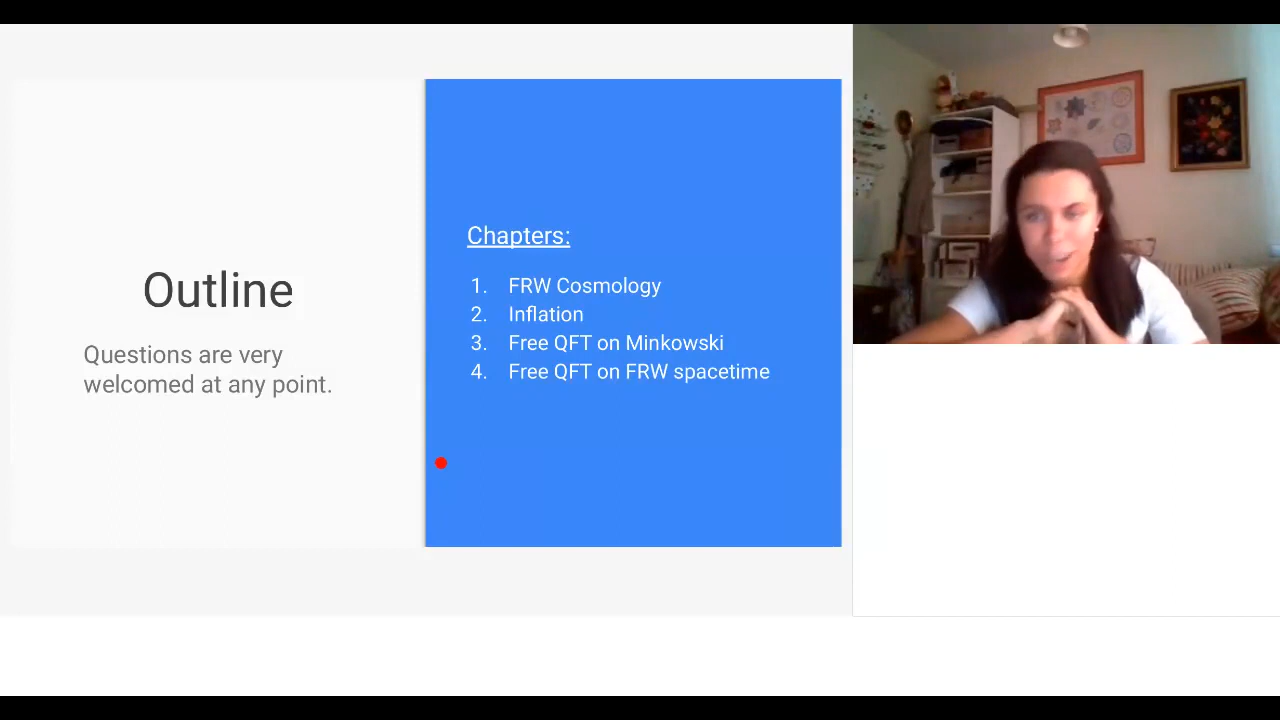 Outline
Questions are very
welcomed at any point.
Chapters:
1. FRW Cosmology
2. Inflation
3. Free QFT on Minkowski
4. Free QFT on FRW spacetime